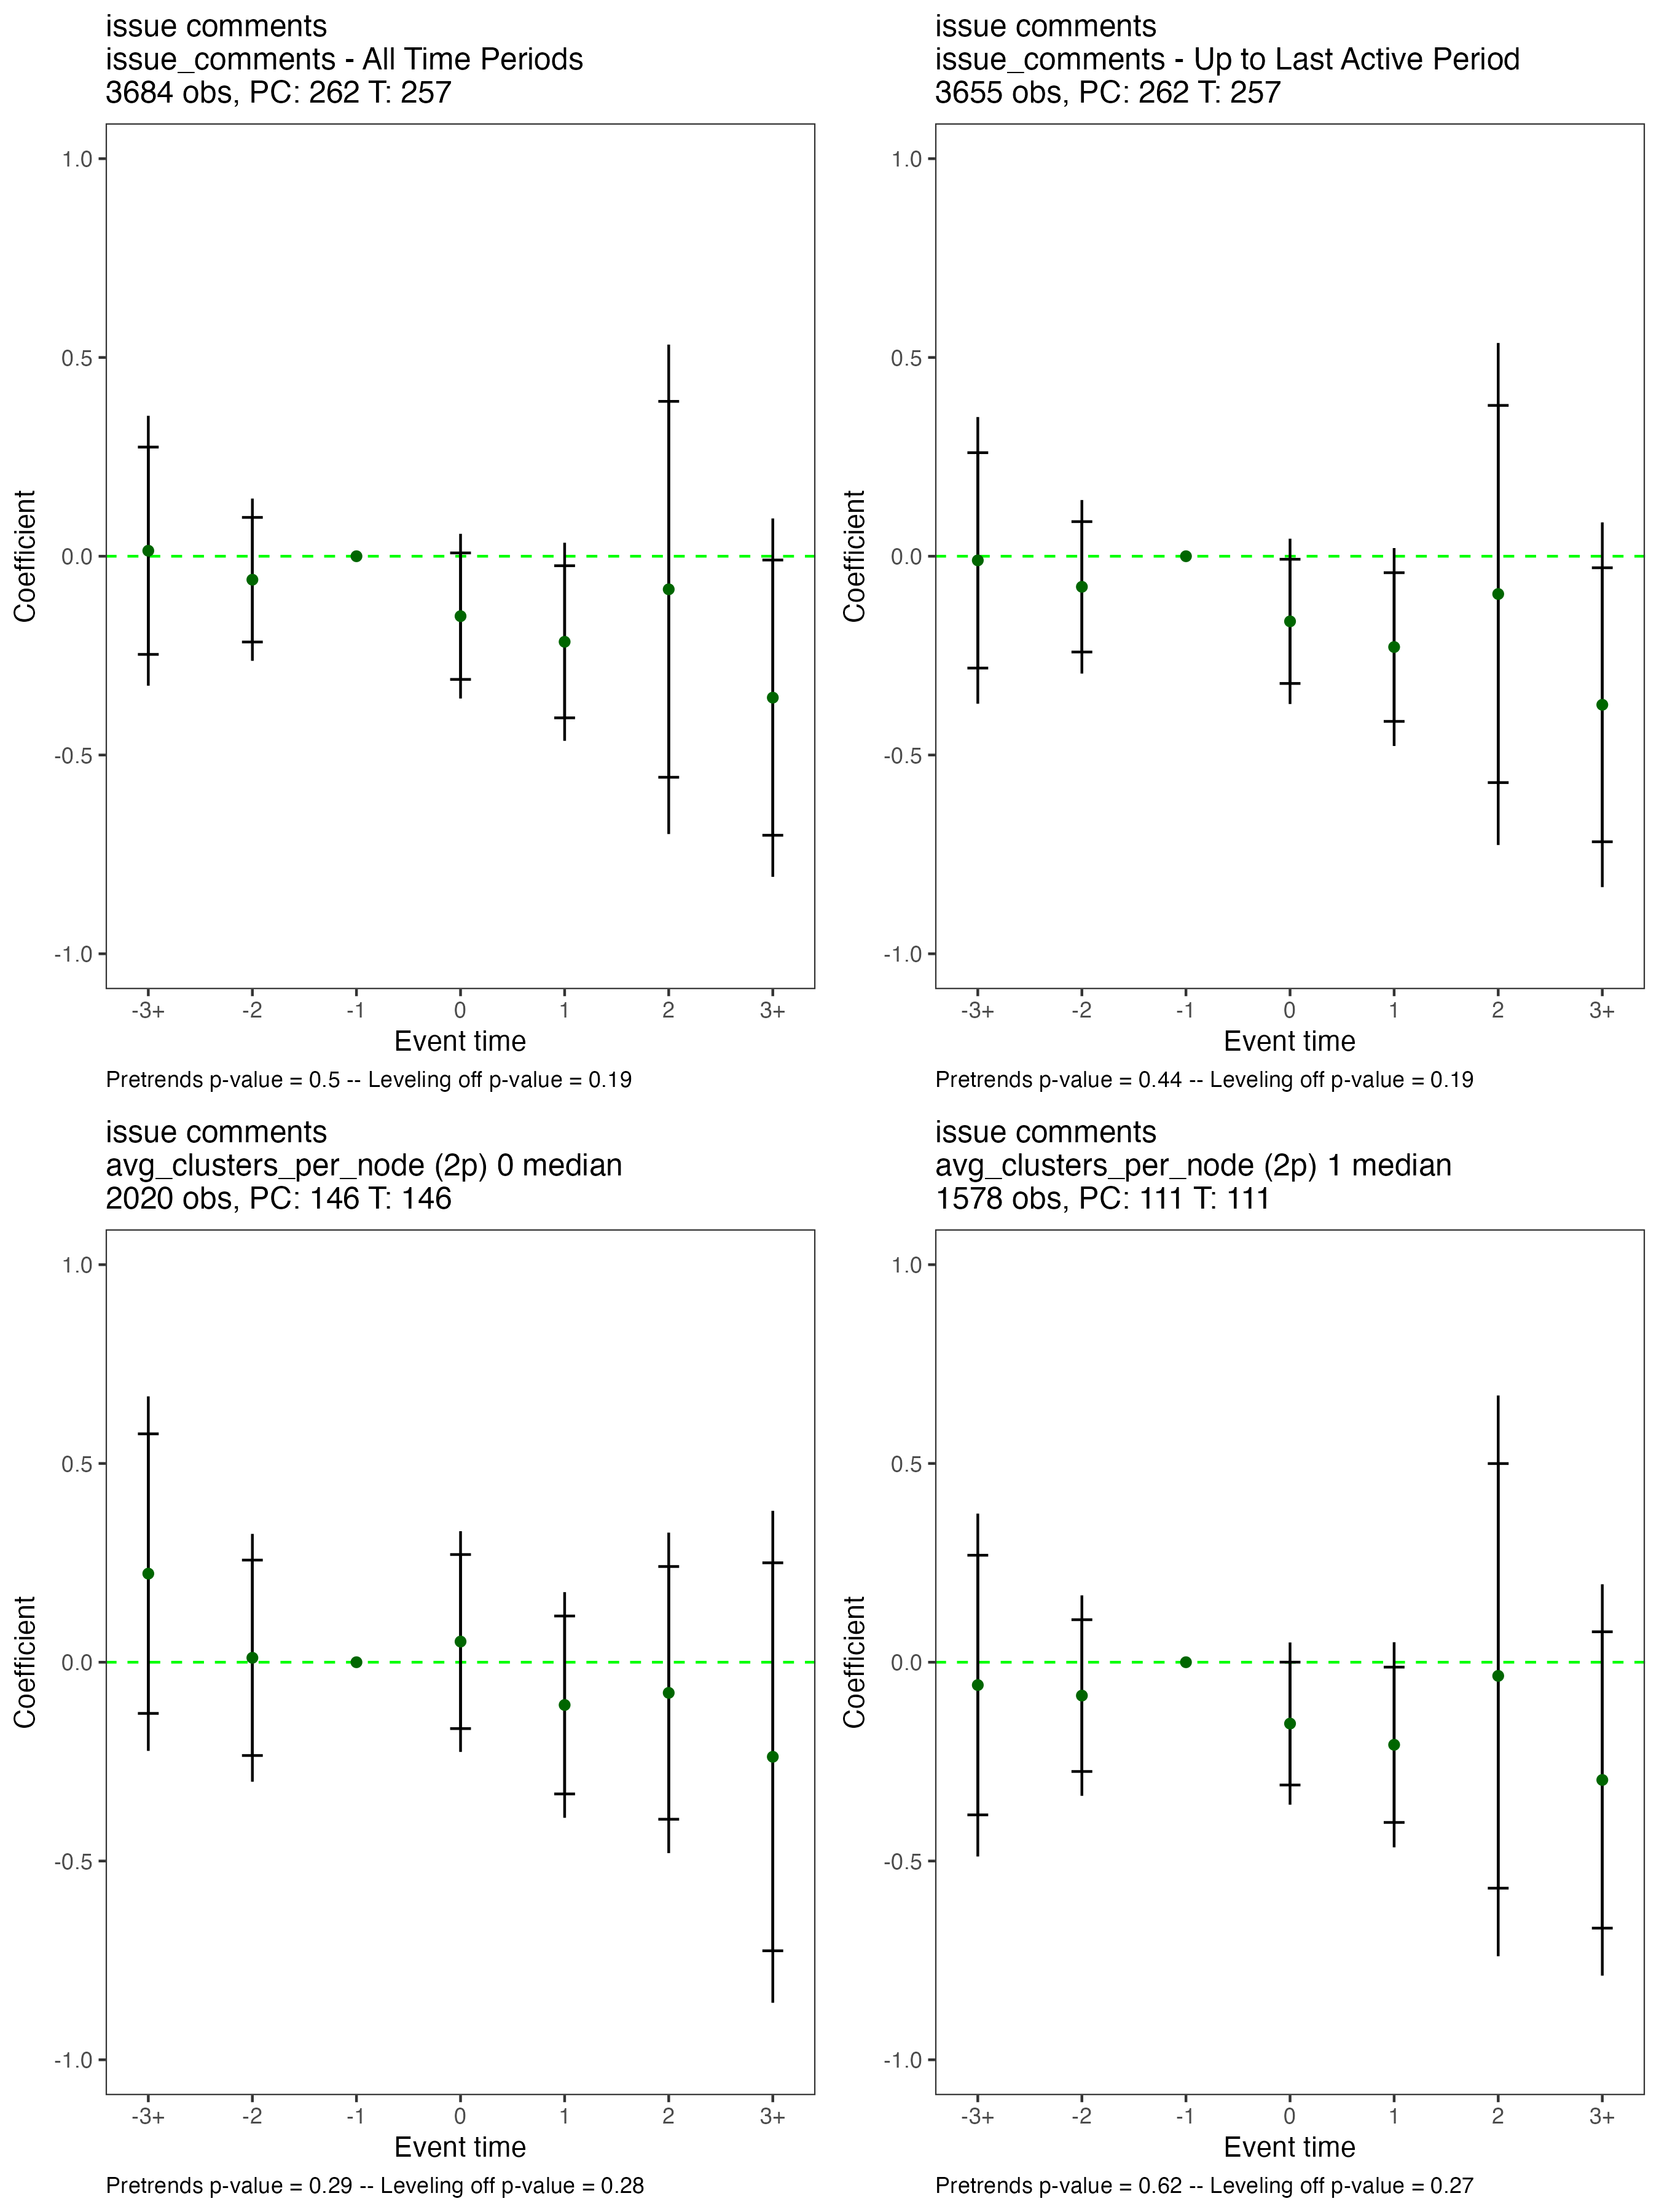 issue comments
issue_comments - All Time Periods
3684 obs, PC: 262 T: 257
1.0
0.5
0.0
-0.5
-1.0
Coefficient
-3+ -2 -1 0 1 2 3+
Event time
Pretrends p-value = 0.5 -- Leveling off p-value = 0.19
issue comments
issue_comments - Up to Last Active Period
3655 obs, PC: 262 T: 257
1.0
0.5
0.0
-0.5
-1.0
Coefficient
-3+ -2 -1 0 1 2 3+
Event time
Pretrends p-value = 0.44 -- Leveling off p-value = 0.19
issue comments
avg_clusters_per_node (2p) 0 median
2020 obs, PC: 146 T: 146
1.0
0.5
0.0
-0.5
-1.0
Coefficient
-3+ -2 -1 0 1 2 3+
Event time
Pretrends p-value = 0.29 -- Leveling off p-value = 0.28
issue comments
avg_clusters_per_node (2p) 1 median
1578 obs, PC: 111 T: 111
1.0
0.5
0.0
-0.5
-1.0
Coefficient
-3+ -2 -1 0 1 2 3+
Event time
Pretrends p-value = 0.62 -- Leveling off p-value = 0.27